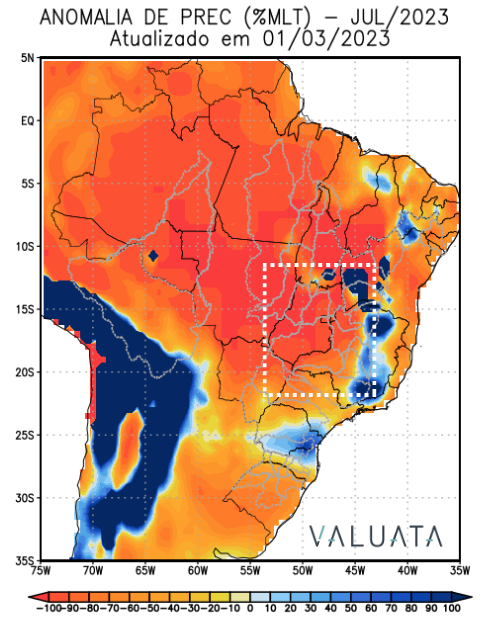 ANOMALIA DE PREC (%MLT) – JUL/2023
Atualizado em 01/03/2023
5N
EQ
5S
10S
15S
20S
25S
30S
35S
VALUATA
75W 70W 65W 60W 55W 50W 45W 40W 35W
-100 -90 -80 -70 -60 -50 -40 -30 -20 -10 0 10 20 30 40 60 70 80 90 100